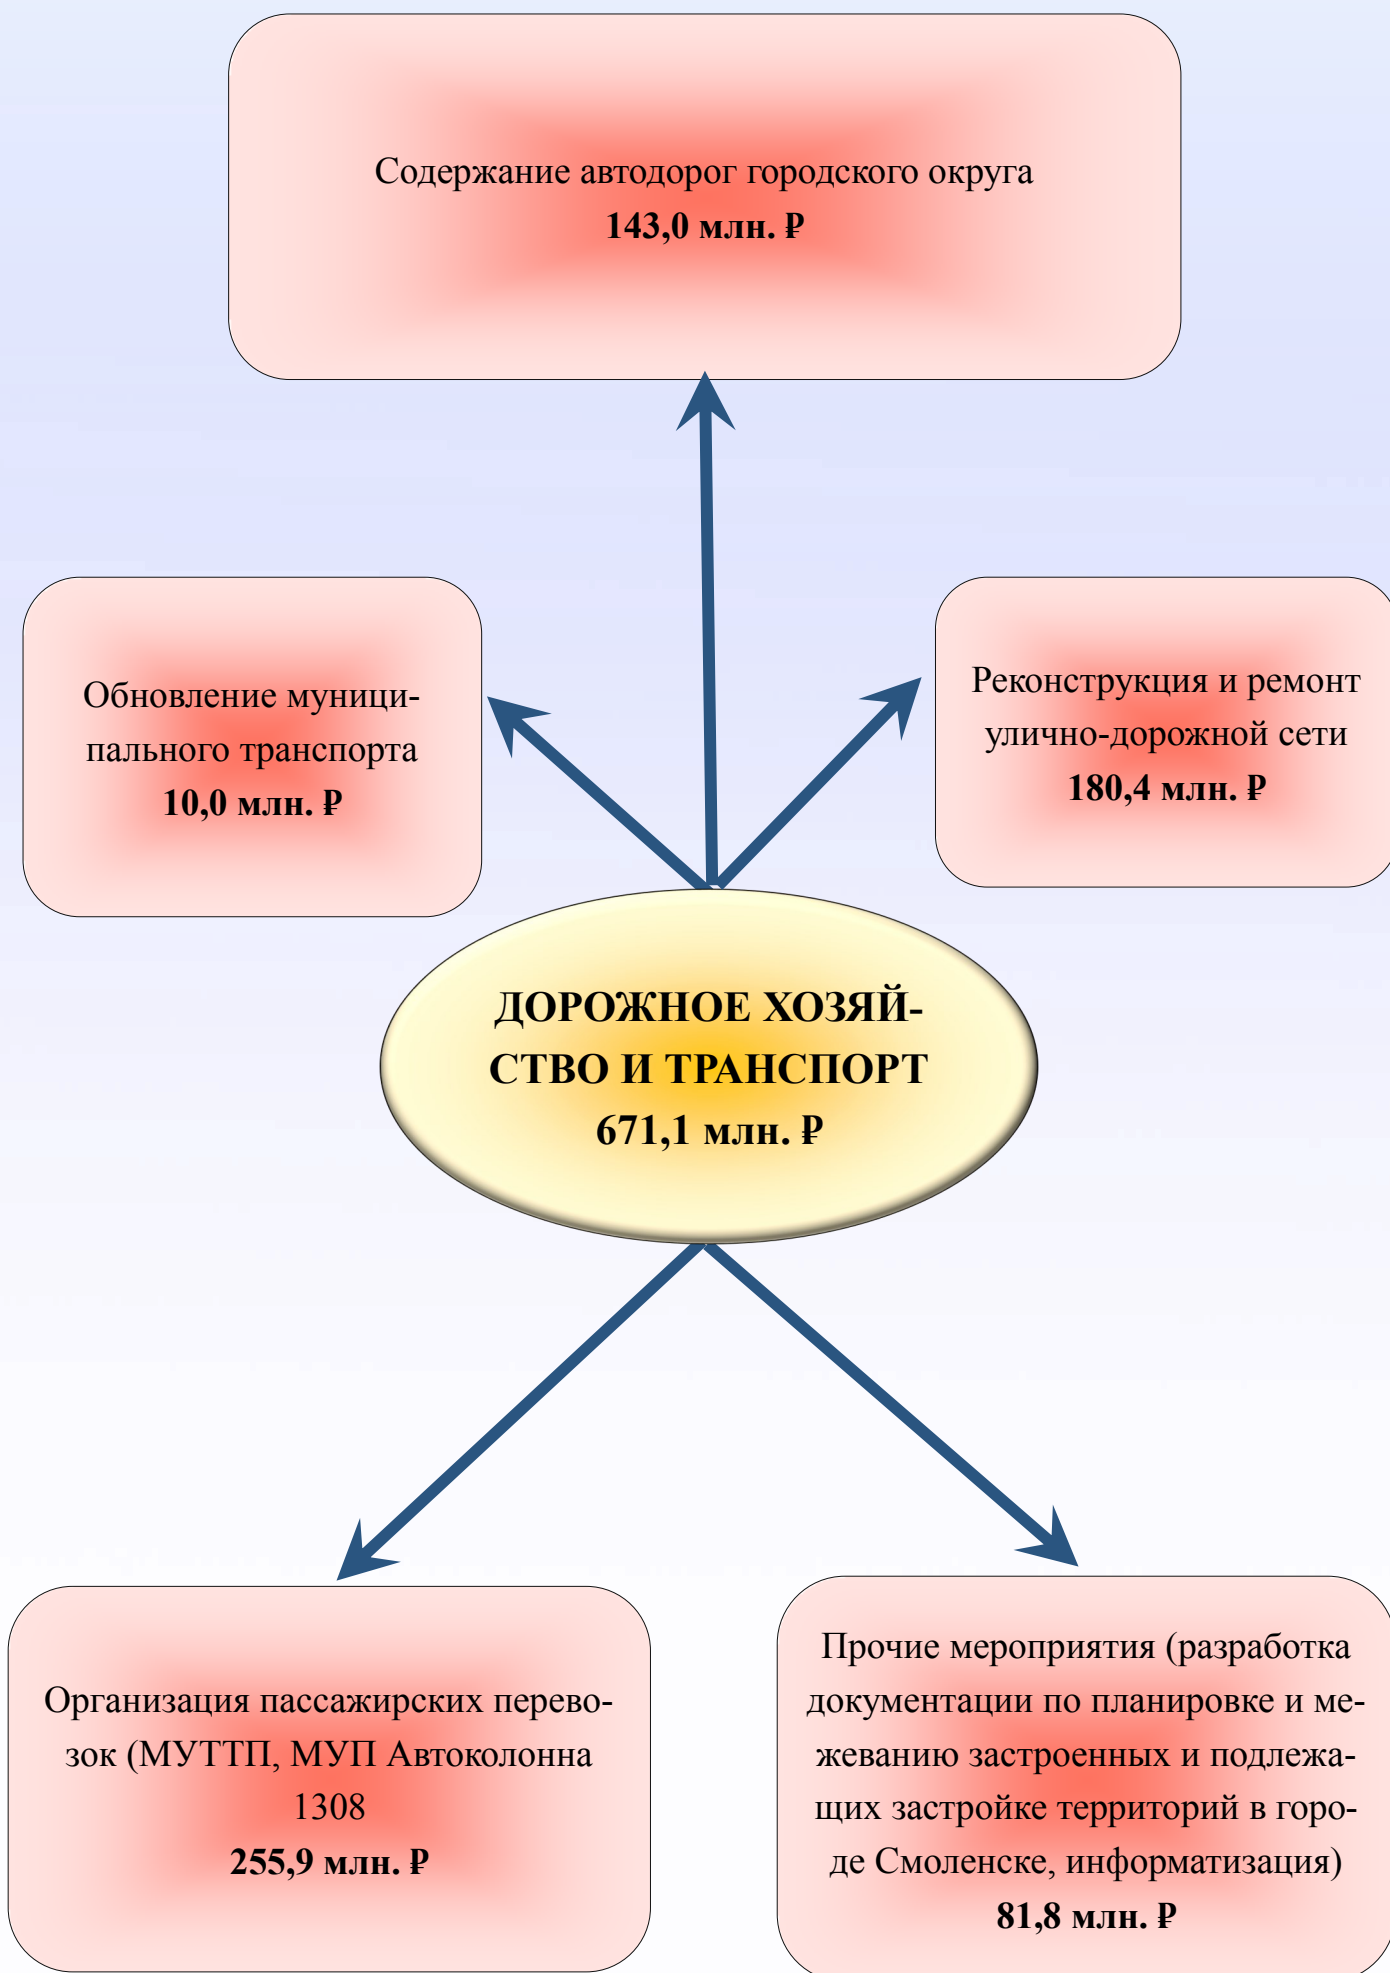 Содержание автодорог городского округа
143,0 млн. ₽
Обновление муници-
пального транспорта
10,0 млн. ₽
Реконструкция и ремонт
улично-дорожной сети
180,4 млн. ₽
ДОРОЖНОЕ ХОЗЯЙ-
СТВО И ТРАНСПОРТ
671,1 млн. ₽
Организация пассажирских перево-
зок (МУТТП, МУП Автоколонна
1308
255,9 млн. ₽
Прочие мероприятия (разработка
документации по планировке и ме-
жеванию застроенных и подлежа-
щих застройке территорий в горо-
де Смоленске, информатизация)
81,8 млн. ₽